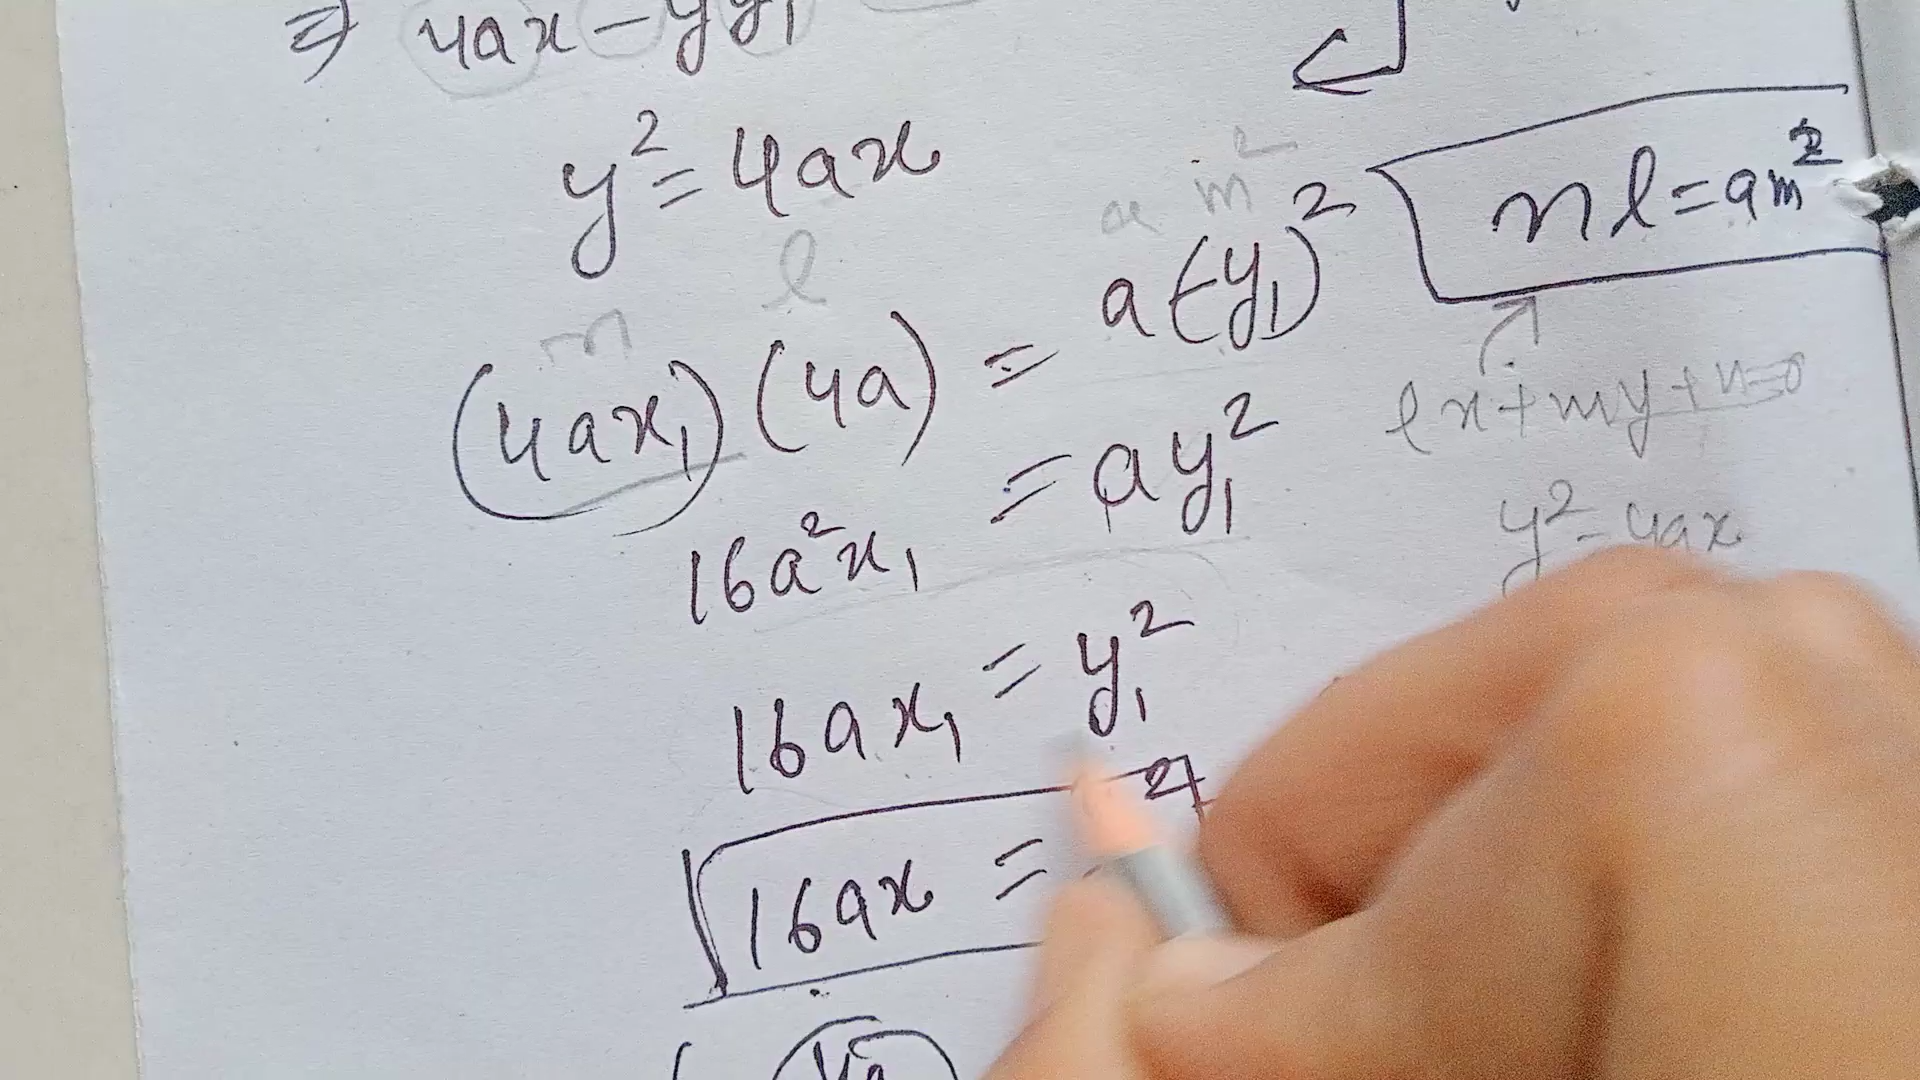 ⇒ 4ax - yy₁
y² = 4ax
n l a m²
(4ax₁) (4a) = a(-y₁)²
16a²x₁ = ay₁²
16ax₁ = y₁²
16ax =
nl = am²
lx + my + n = 0
y² = 4ax